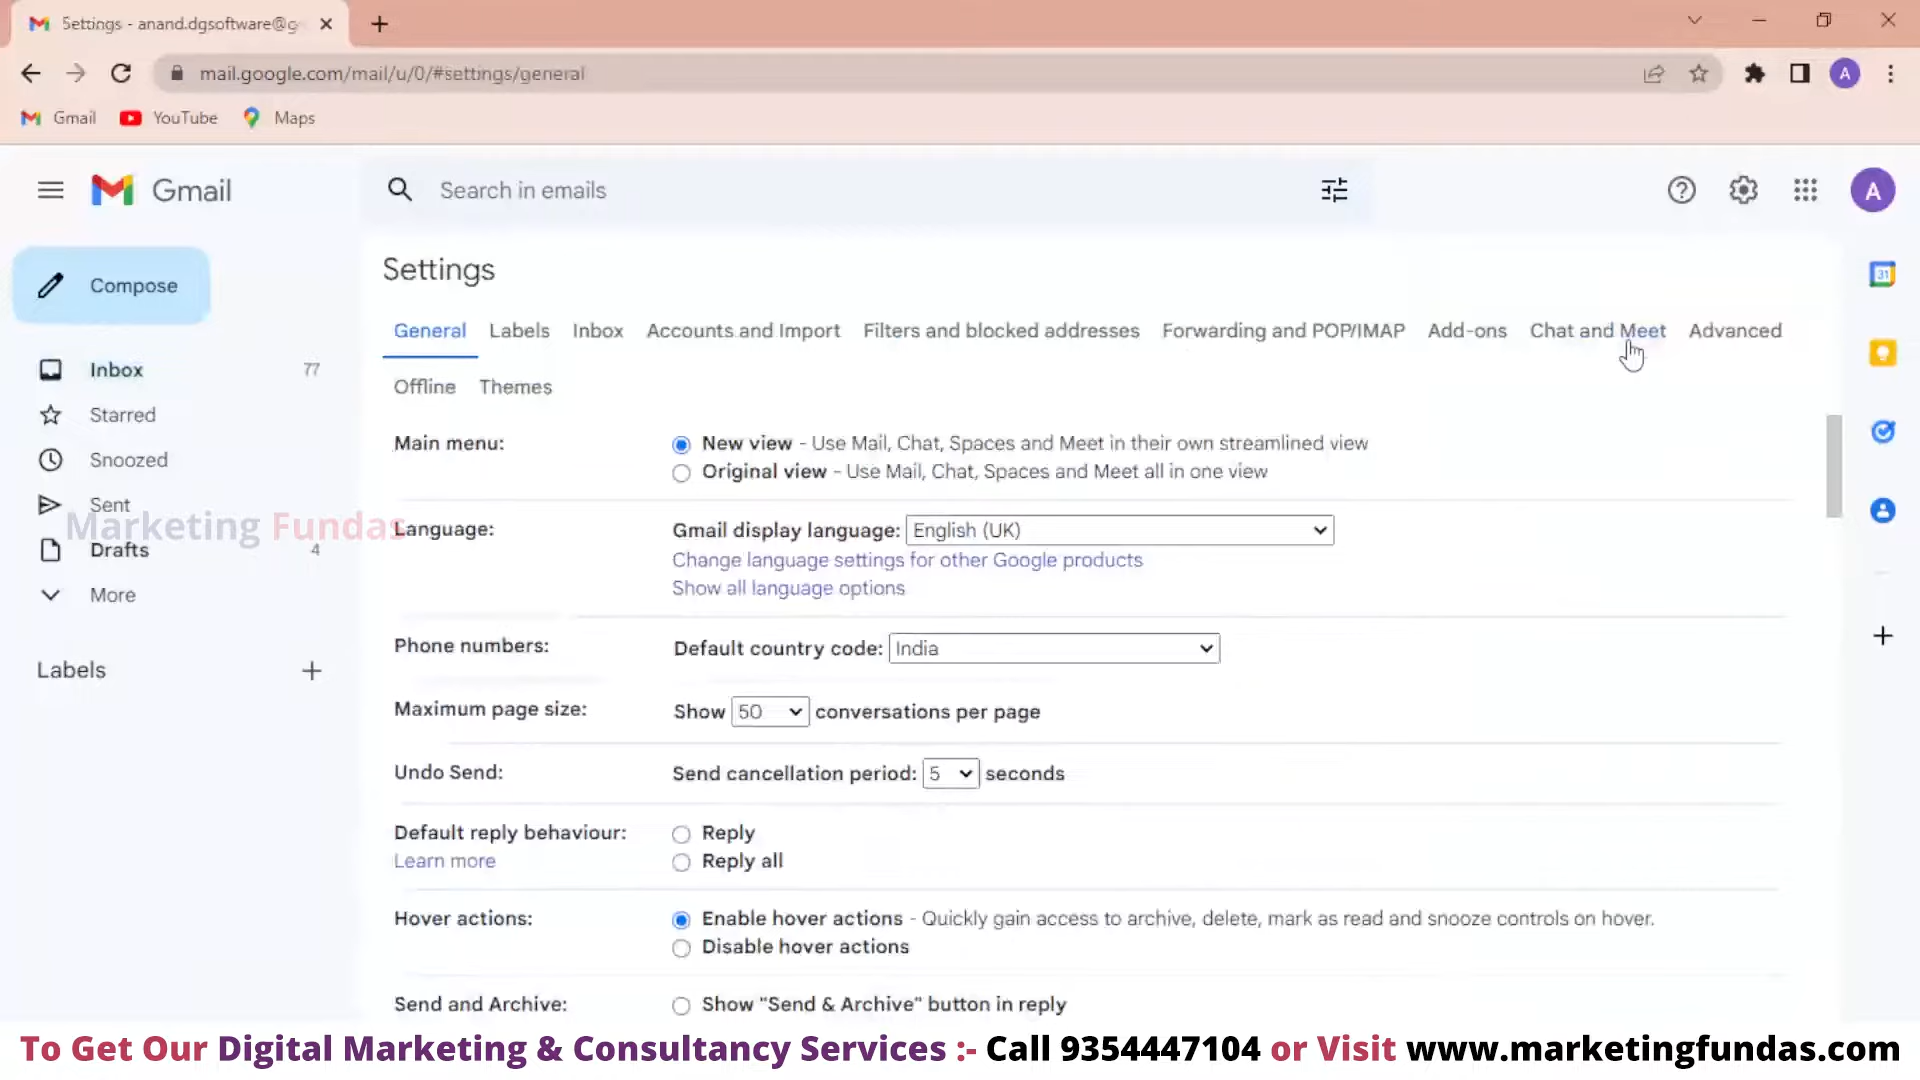 Settings - anand.dgsoftware@g
mail.google.com/mail/u/0/#settings/general
A
Gmail
YouTube
Maps
Gmail
Search in emails
A
Compose
Inbox 77
Starred
Snoozed
Sent
Drafts 4
More
Labels
Marketing Fundas
31
Settings
General Labels Inbox Accounts and Import Filters and blocked addresses Forwarding and POP/IMAP Add-ons Chat and Meet Advanced
Offline Themes
Main menu: New view - Use Mail, Chat, Spaces and Meet in their own streamlined view
Original view - Use Mail, Chat, Spaces and Meet all in one view
Language: Gmail display language: English (UK)
Change language settings for other Google products
Show all language options
Phone numbers: Default country code: India
Maximum page size: Show 50 conversations per page
Undo Send: Send cancellation period: 5 seconds
Default reply behaviour: Reply
Learn more Reply all
Hover actions: Enable hover actions - Quickly gain access to archive, delete, mark as read and snooze controls on hover.
Disable hover actions
Send and Archive: Show "Send & Archive" button in reply
To Get Our Digital Marketing & Consultancy Services :- Call 9354447104 or Visit www.marketingfundas.com